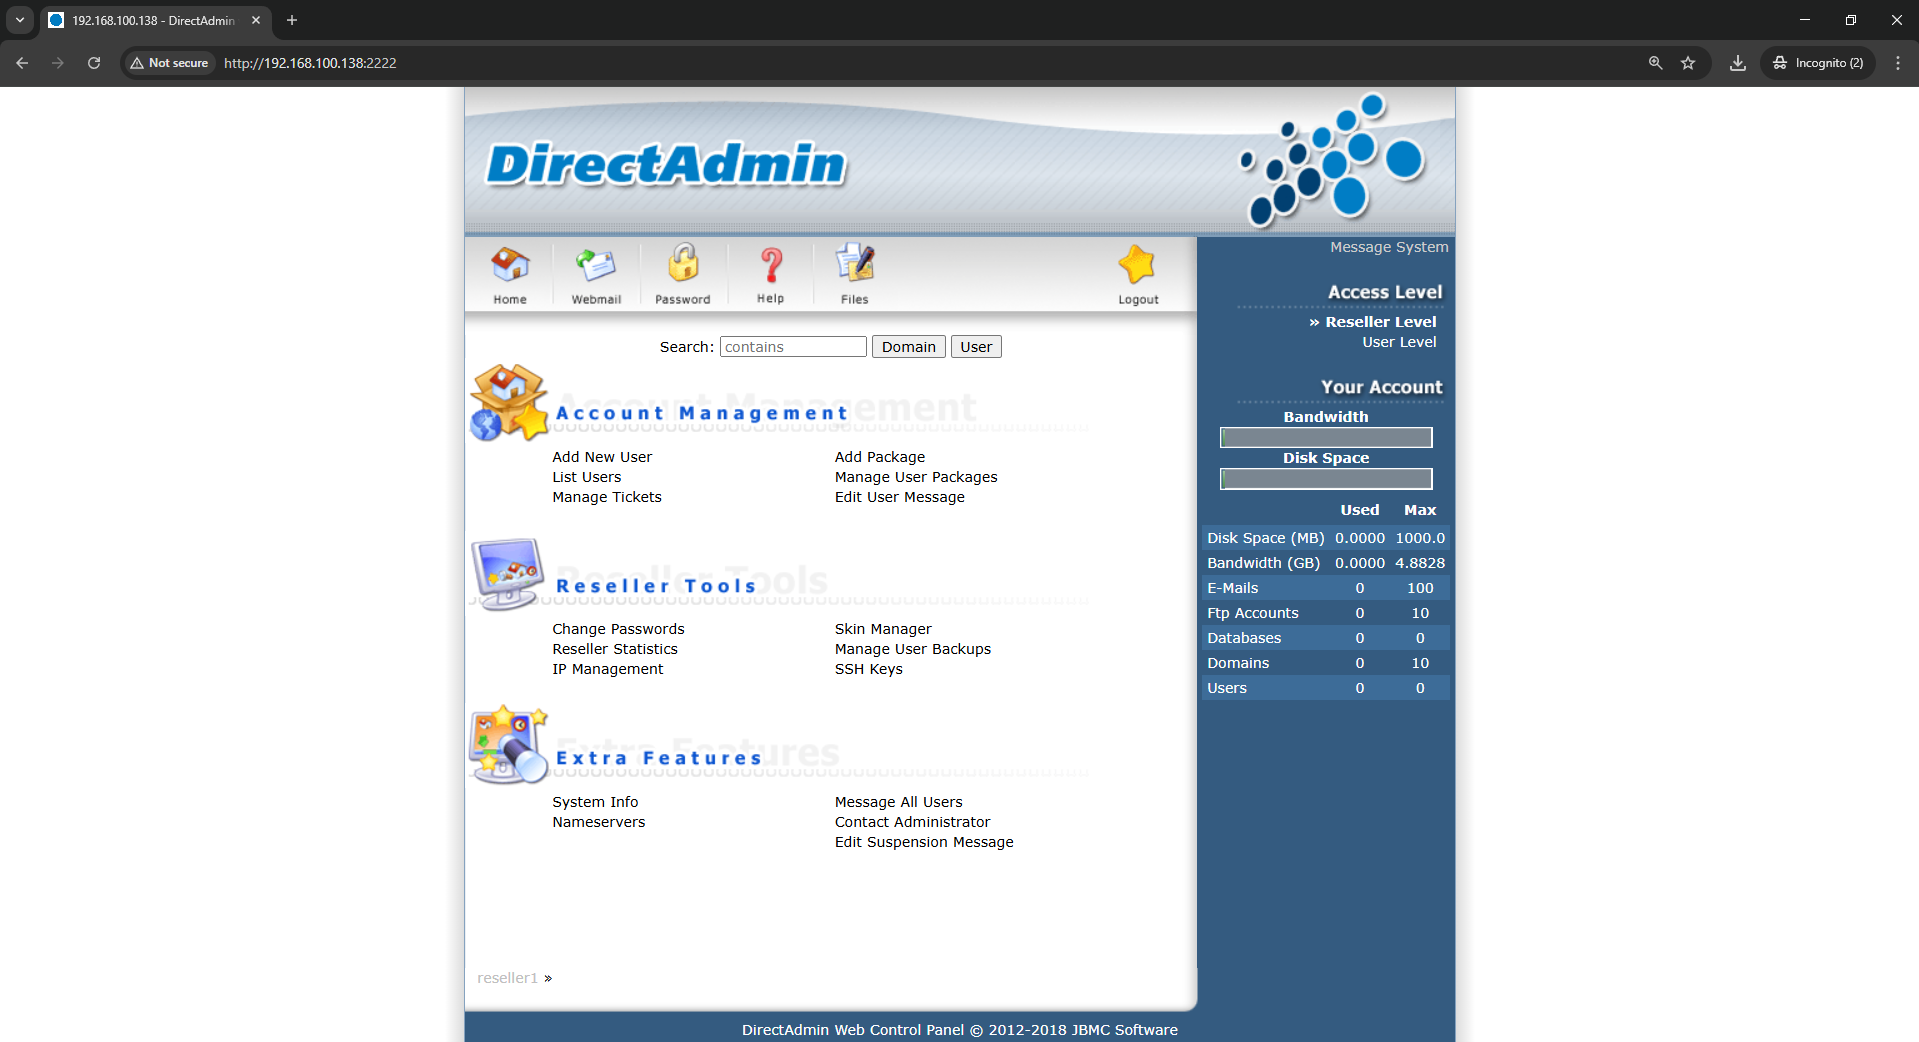 192.168.100.138 - DirectAdmin
Not secure
http://192.168.100.138:2222
Incognito (2)
DirectAdmin
Home
Webmail
Password
Help
Files
Logout
Message System
Access Level
» Reseller Level
User Level
Search: contains Domain User
Account Management
Add New User
Add Package
List Users
Manage User Packages
Manage Tickets
Edit User Message
Reseller Tools
Change Passwords
Skin Manager
Reseller Statistics
Manage User Backups
IP Management
SSH Keys
Extra Features
System Info
Message All Users
Nameservers
Contact Administrator
Edit Suspension Message
Your Account
Bandwidth
Disk Space
Used Max
Disk Space (MB) 0.0000 1000.0
Bandwidth (GB) 0.0000 4.8828
E-Mails 0 100
Ftp Accounts 0 10
Databases 0 0
Domains 0 10
Users 0 0
reseller1 »
DirectAdmin Web Control Panel © 2012-2018 JBMC Software